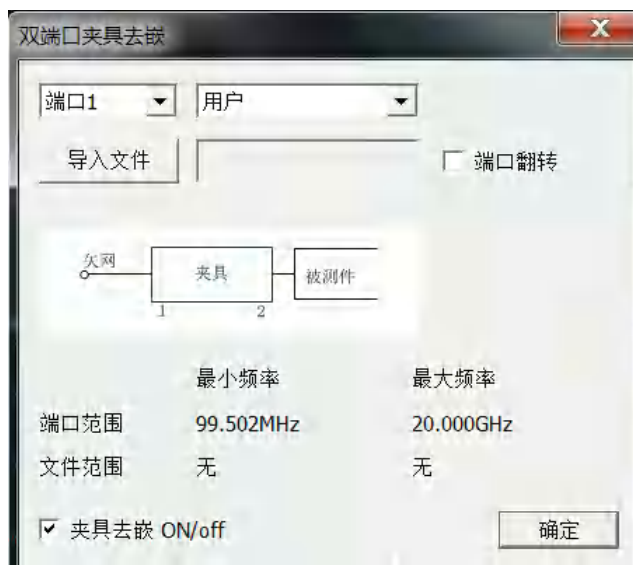 双端口夹具去嵌
端口1 用户
导入文件 端口翻转
矢网 夹具 被测件
1 2
最小频率 最大频率
端口范围 99.502MHz 20.000GHz
文件范围 无 无
夹具去嵌 ON/off 确定